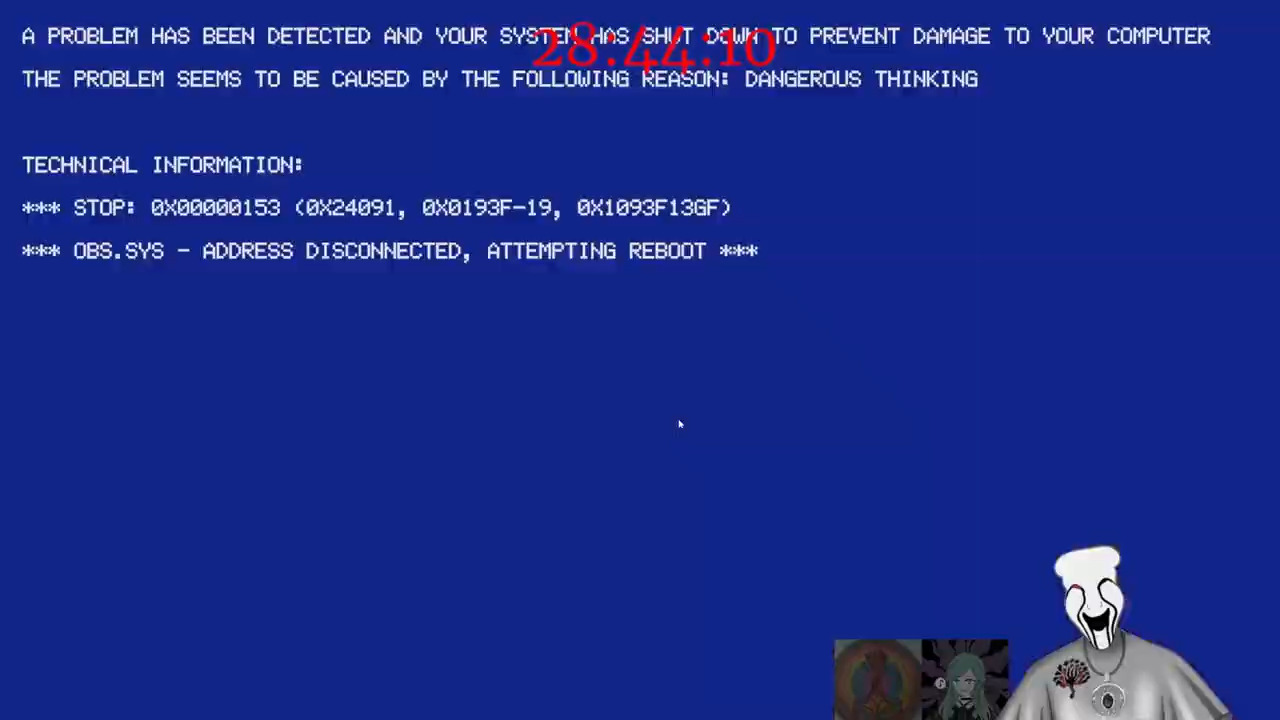 28:44:10
A PROBLEM HAS BEEN DETECTED AND YOUR SYSTEM HAS SHUT DOWN TO PREVENT DAMAGE TO YOUR COMPUTER
THE PROBLEM SEEMS TO BE CAUSED BY THE FOLLOWING REASON: DANGEROUS THINKING
TECHNICAL INFORMATION:
*** STOP: 0X00000153 (0X24091, 0X0193F-19, 0X1093F13GF)
*** OBS.SYS - ADDRESS DISCONNECTED, ATTEMPTING REBOOT ***